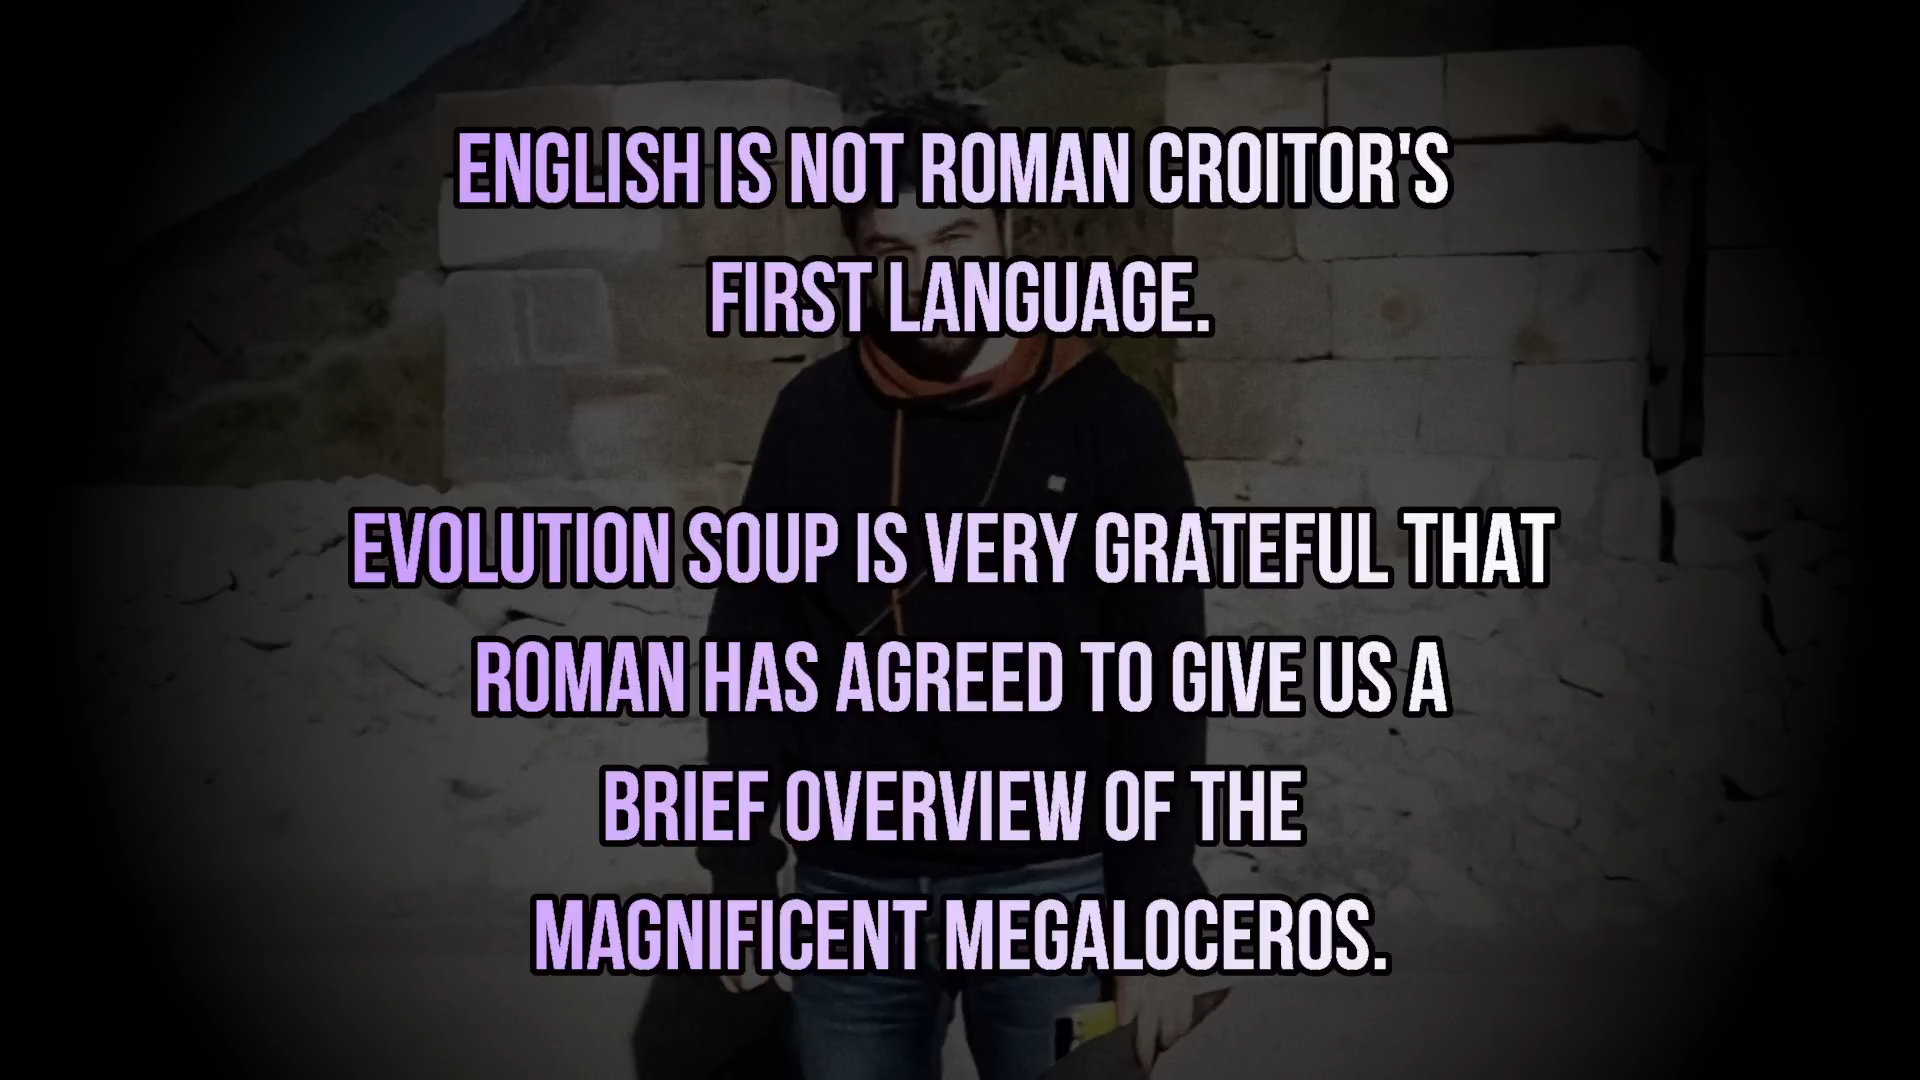 ENGLISH IS NOT ROMAN CROITOR'S
FIRST LANGUAGE.
EVOLUTION SOUP IS VERY GRATEFUL THAT
ROMAN HAS AGREED TO GIVE US A
BRIEF OVERVIEW OF THE
MAGNIFICENT MEGALOCEROS.